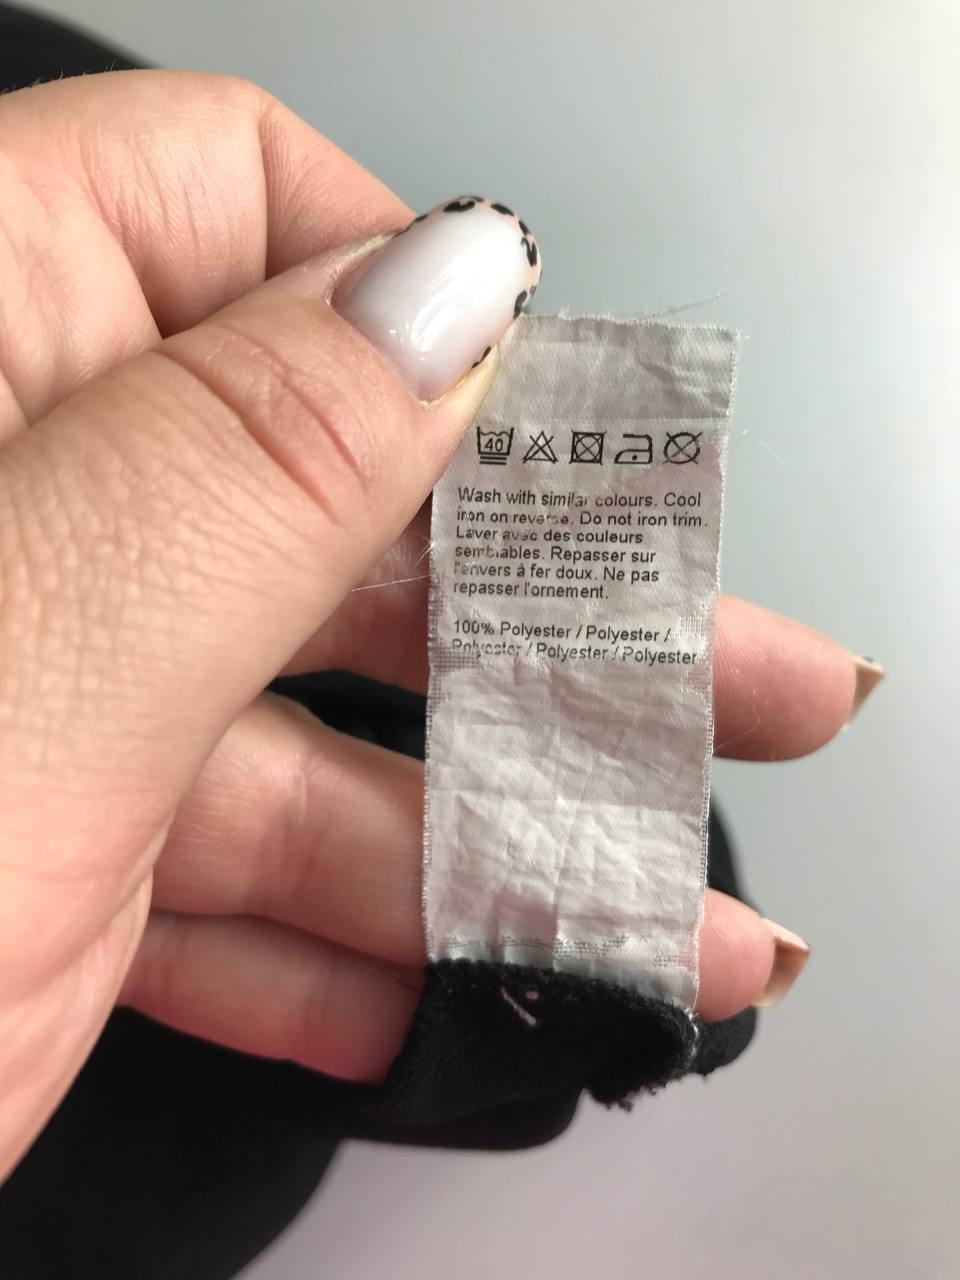 40
Wash with similar colours. Cool
iron on reverse. Do not iron trim.
Laver avec des couleurs
semblables. Repasser sur
l'envers à fer doux. Ne pas
repasser l'ornement.
100% Polyester / Polyester /
Polyester / Polyester / Polyester